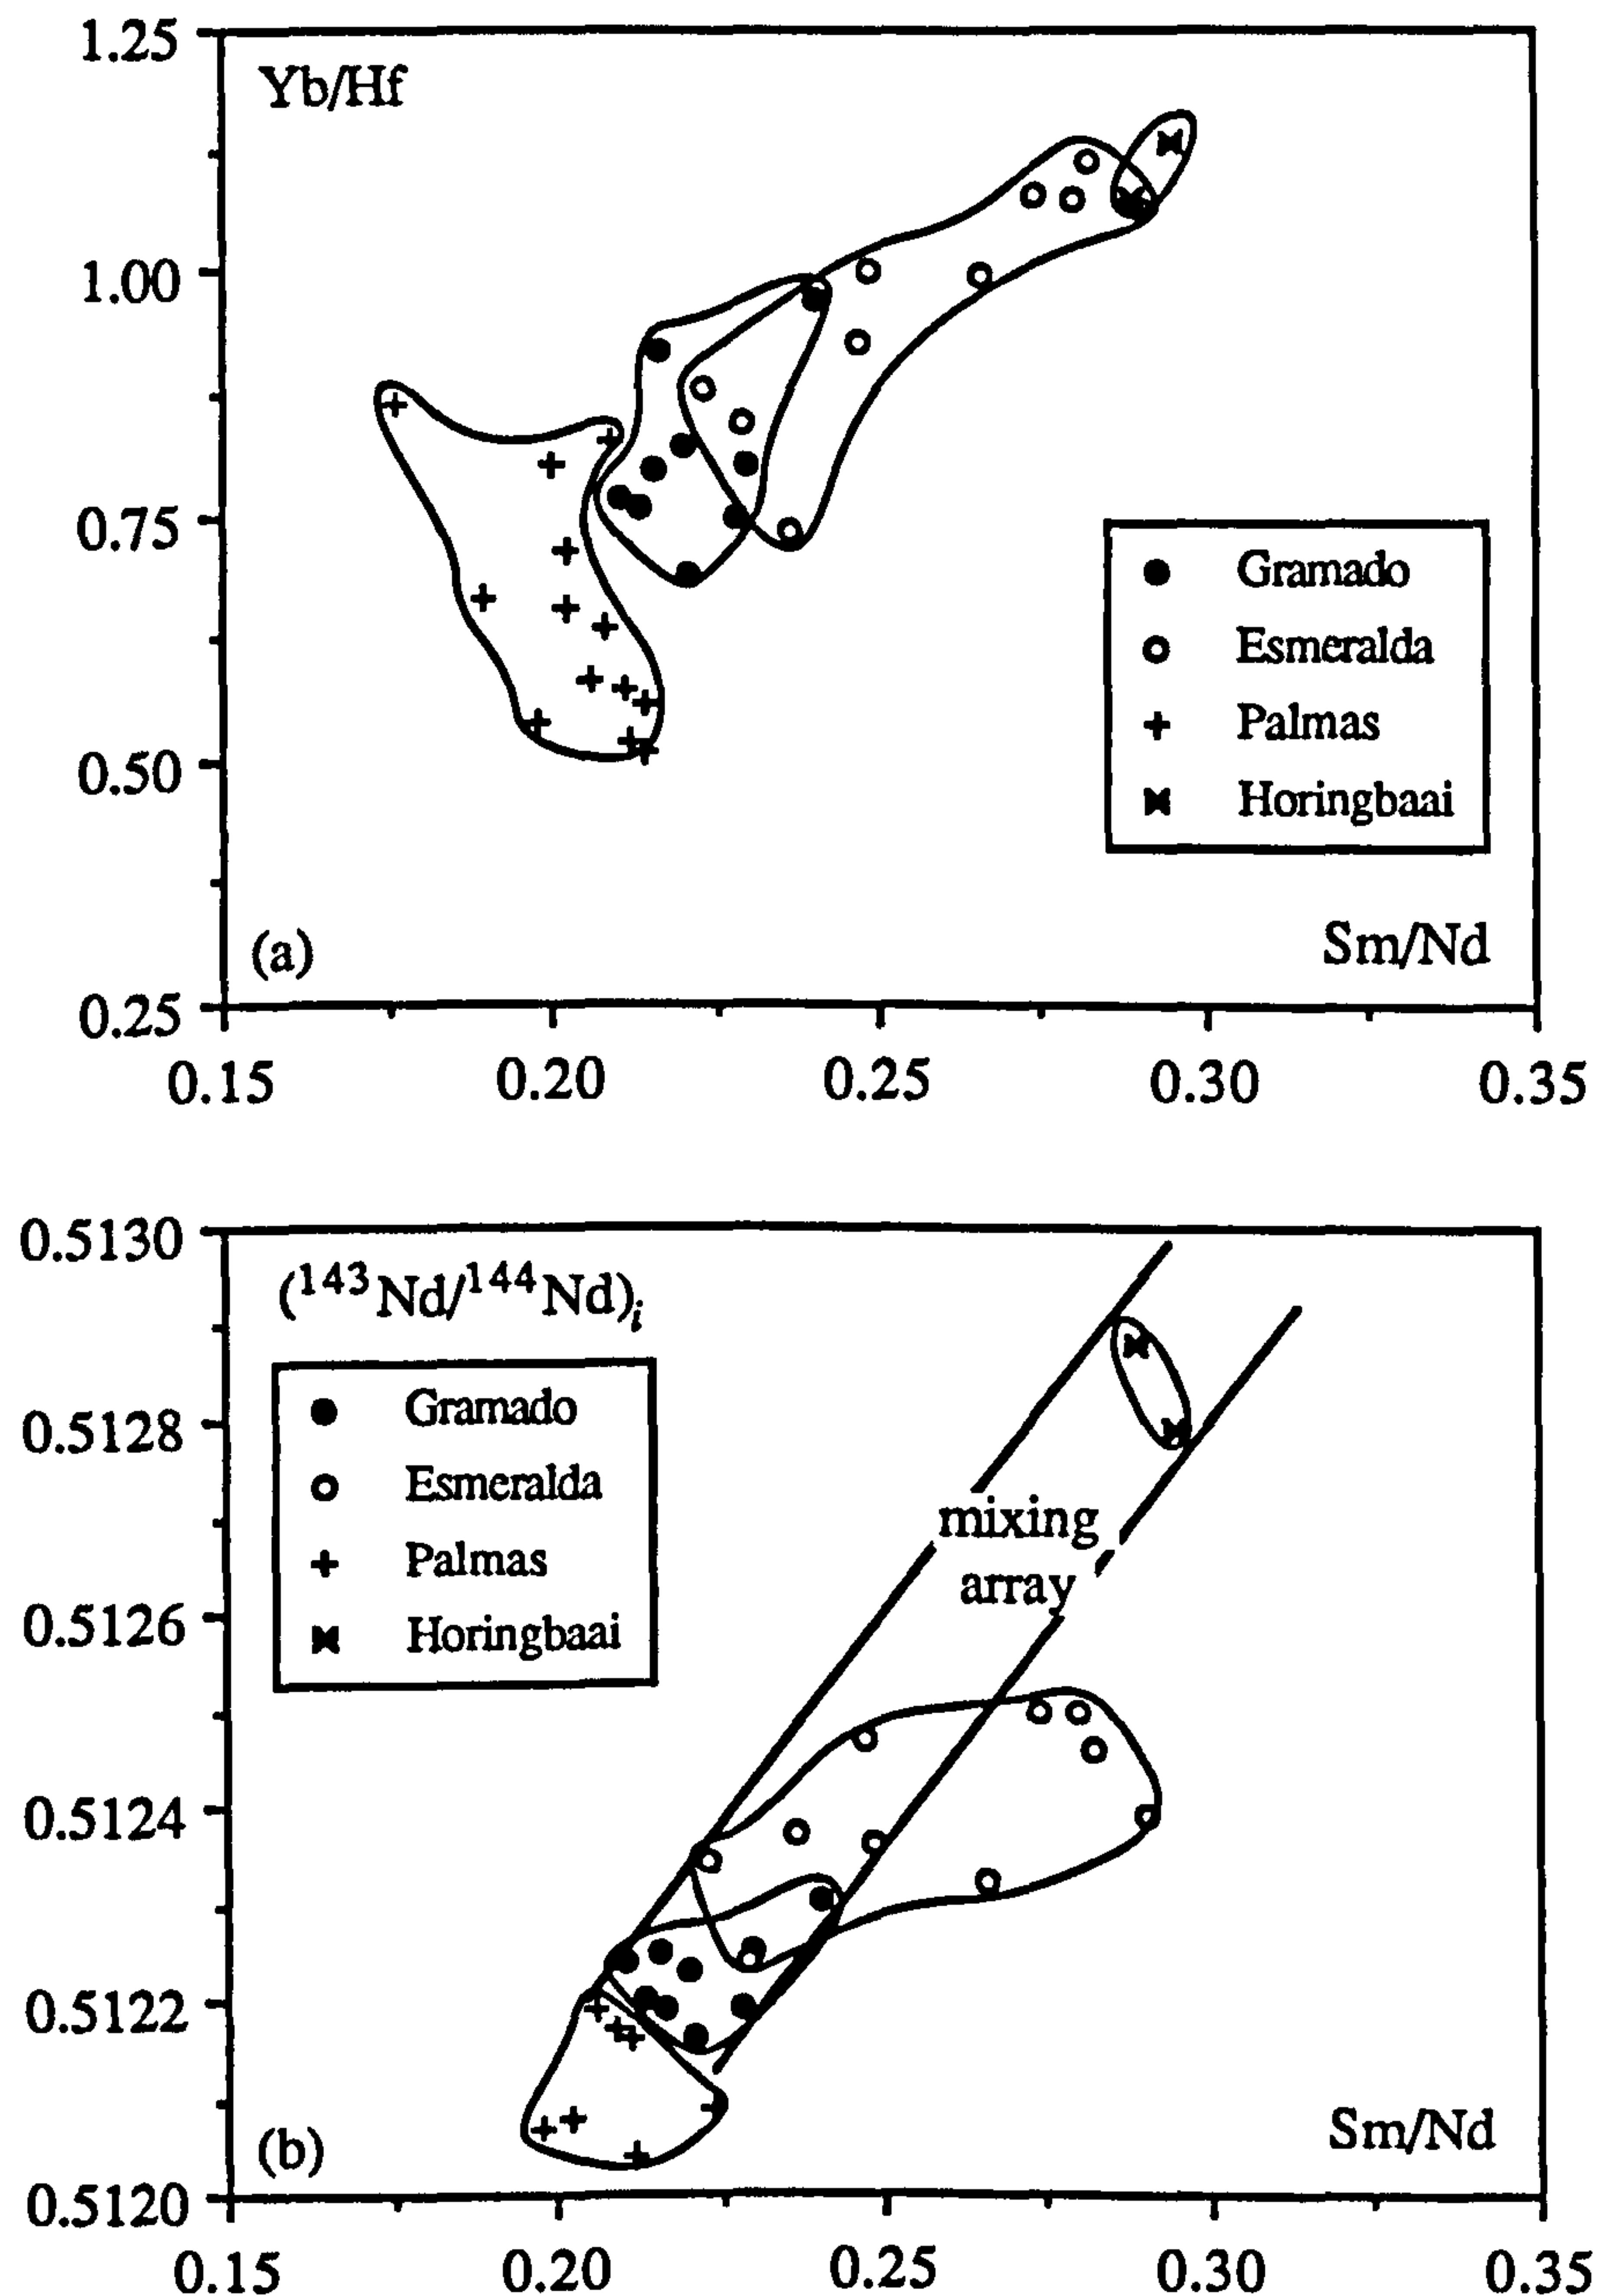 1.25
Yb/Hf
1.00
0.75
Gramado
Esmeralda
Palmas
0.50
Horingbaai
Sm/Nd
(a)
0.25
0.15 0.20 0.25 0.30 0.35
0.5130
(¹⁴³Nd/¹⁴⁴Nd)ᵢ
Gramado
0.5128
Esmeralda
mixing
Palmas
array
0.5126
Horingbaai
0.5124
0.5122
Sm/Nd
(b)
0.5120
0.15 0.20 0.25 0.30 0.35